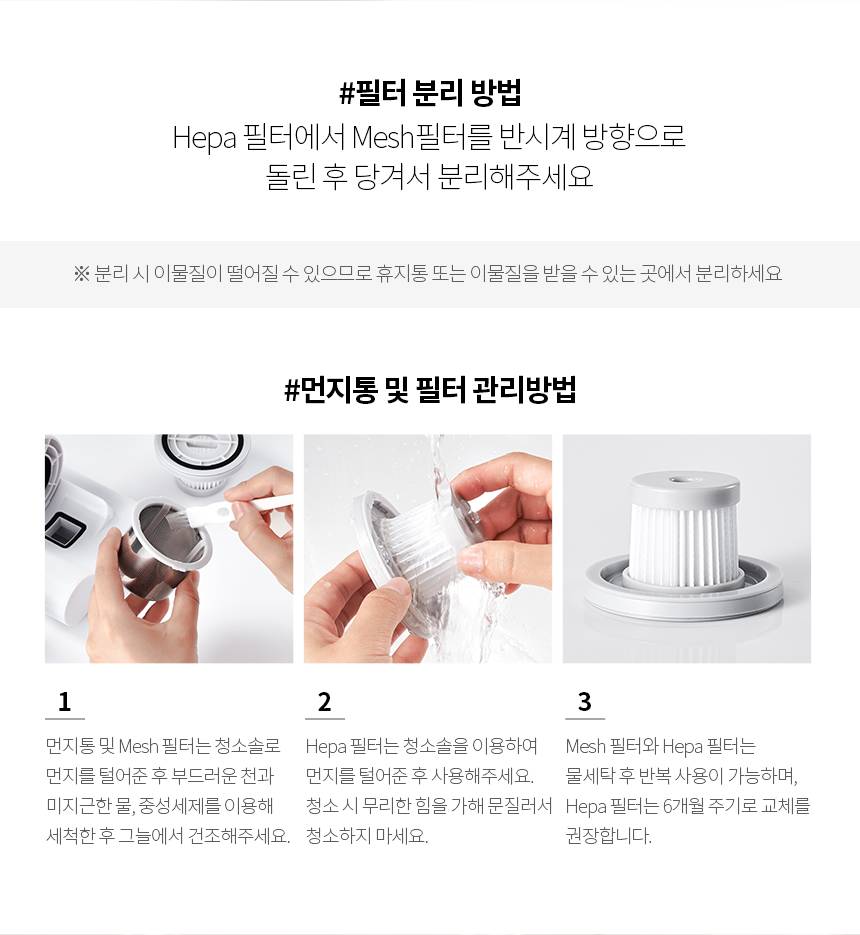 #필터 분리 방법
Hepa 필터에서 Mesh필터를 반시계 방향으로
돌린 후 당겨서 분리해주세요
※ 분리 시 이물질이 떨어질 수 있으므로 휴지통 또는 이물질을 받을 수 있는 곳에서 분리하세요
#먼지통 및 필터 관리방법
1
먼지통 및 Mesh 필터는 청소솔로
먼지를 털어준 후 부드러운 천과
미지근한 물, 중성세제를 이용해
세척한 후 그늘에서 건조해주세요.
2
Hepa 필터는 청소솔을 이용하여
먼지를 털어준 후 사용해주세요.
청소 시 무리한 힘을 가해 문질러서
청소하지 마세요.
3
Mesh 필터와 Hepa 필터는
물세탁 후 반복 사용이 가능하며,
Hepa 필터는 6개월 주기로 교체를
권장합니다.